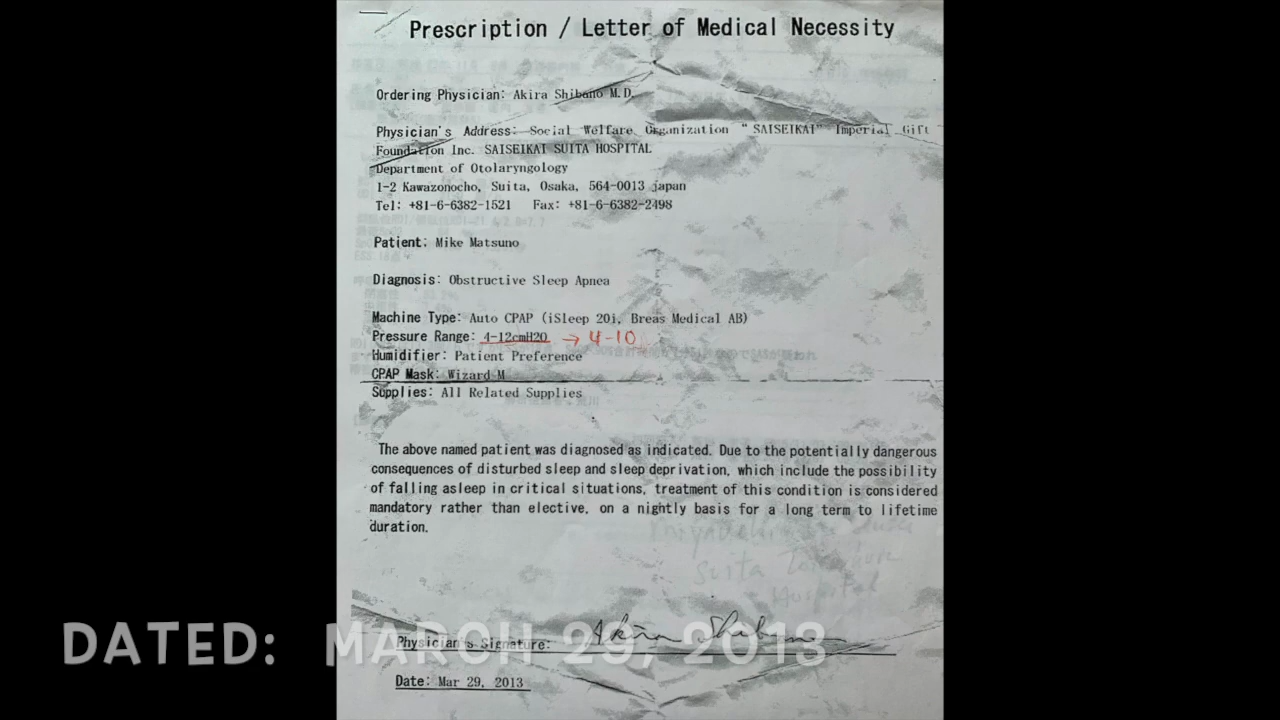 Prescription / Letter of Medical Necessity
Ordering Physician: Akira Shibano M.D.
Physician's Address: Social Welfare Organization "SAISEIKAI" Imperial Gift
Foundation Inc. SAISEIKAI SUITA HOSPITAL
Department of Otolaryngology
1-2 Kawazonocho, Suita, Osaka, 564-0013 japan
Tel: +81-6-6382-1521 Fax: +81-6-6382-2498
Patient: Mike Matsuno
Diagnosis: Obstructive Sleep Apnea
Machine Type: Auto CPAP (iSleep 20i, Breas Medical AB)
Pressure Range: 4-12cmH2O → 4-10
Humidifier: Patient Preference
CPAP Mask: Wizard M
Supplies: All Related Supplies
The above named patient was diagnosed as indicated. Due to the potentially dangerous
consequences of disturbed sleep and sleep deprivation, which include the possibility
of falling asleep in critical situations, treatment of this condition is considered
mandatory rather than elective, on a nightly basis for a long term to lifetime
duration.
Suita
Hospital
Physician's Signature: Akira Shibano
DATED: MARCH 29, 2013
Date: Mar 29, 2013